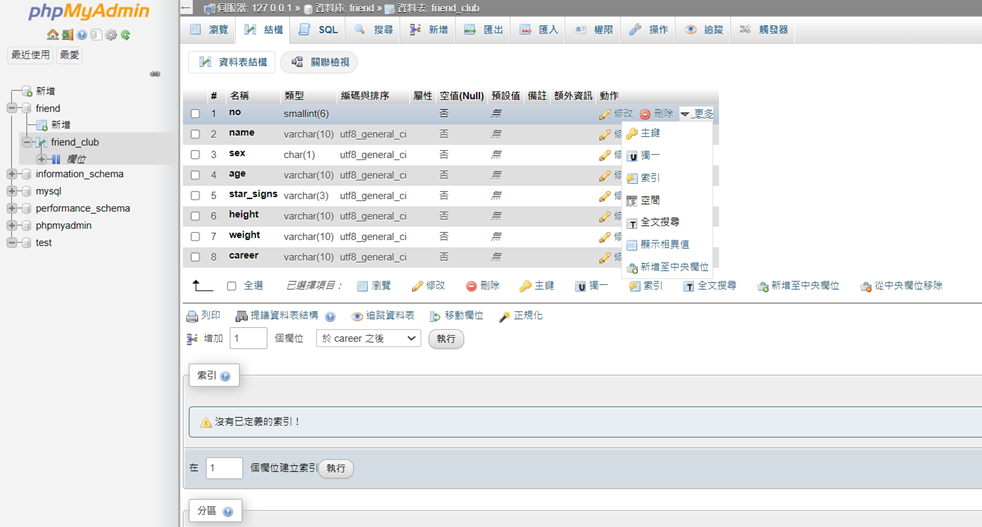 phpMyAdmin
最近使用 最愛
新增
friend
新增
friend_club
欄位
information_schema
mysql
performance_schema
phpmyadmin
test
伺服器: 127.0.0.1 » 資料庫: friend » 資料表: friend_club
瀏覽 結構 SQL 搜尋 新增 匯出 匯入 權限 操作 追蹤 觸發器
資料表結構 關聯檢視
# 名稱 類型 編碼與排序 屬性 空值(Null) 預設值 備註 額外資訊 動作
1 no smallint(6) 否 無 修改 刪除 更多
2 name varchar(10) utf8_general_ci 否 無
3 sex char(1) utf8_general_ci 否 無
4 age varchar(10) utf8_general_ci 否 無
5 star_signs varchar(3) utf8_general_ci 否 無
6 height varchar(10) utf8_general_ci 否 無
7 weight varchar(10) utf8_general_ci 否 無
8 career varchar(10) utf8_general_ci 否 無
主鍵
獨一
索引
空間
全文搜尋
顯示相異值
新增至中央欄位
全選 已選擇項目： 瀏覽 修改 刪除 主鍵 獨一 索引 全文搜尋 新增至中央欄位 從中央欄位移除
列印 提議資料表結構 追蹤資料表 移動欄位 正規化
增加 1 個欄位 於 career 之後 執行
索引
沒有已定義的索引！
在 1 個欄位建立索引 執行
分區